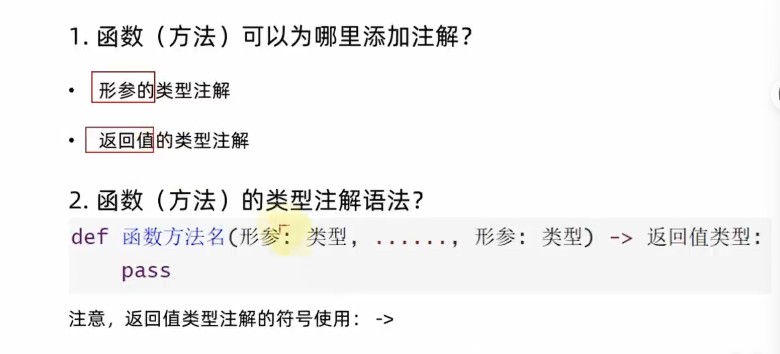 1. 函数（方法）可以为哪里添加注解？
• 形参的类型注解
• 返回值的类型注解
2. 函数（方法）的类型注解语法？
def 函数方法名(形参: 类型, ......, 形参: 类型) -> 返回值类型:
    pass
注意，返回值类型注解的符号使用： ->